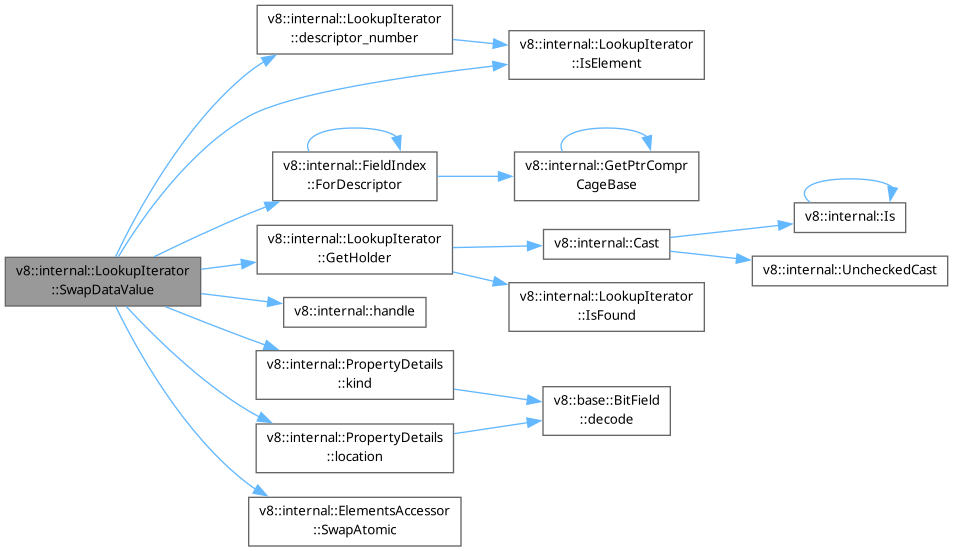 v8::internal::LookupIterator
::descriptor_number
v8::internal::LookupIterator
::IsElement
v8::internal::FieldIndex
::ForDescriptor
v8::internal::GetPtrCompr
CageBase
v8::internal::Is
v8::internal::LookupIterator
::GetHolder
v8::internal::Cast
v8::internal::UncheckedCast
v8::internal::LookupIterator
::SwapDataValue
v8::internal::handle
v8::internal::LookupIterator
::IsFound
v8::internal::PropertyDetails
::kind
v8::base::BitField
::decode
v8::internal::PropertyDetails
::location
v8::internal::ElementsAccessor
::SwapAtomic